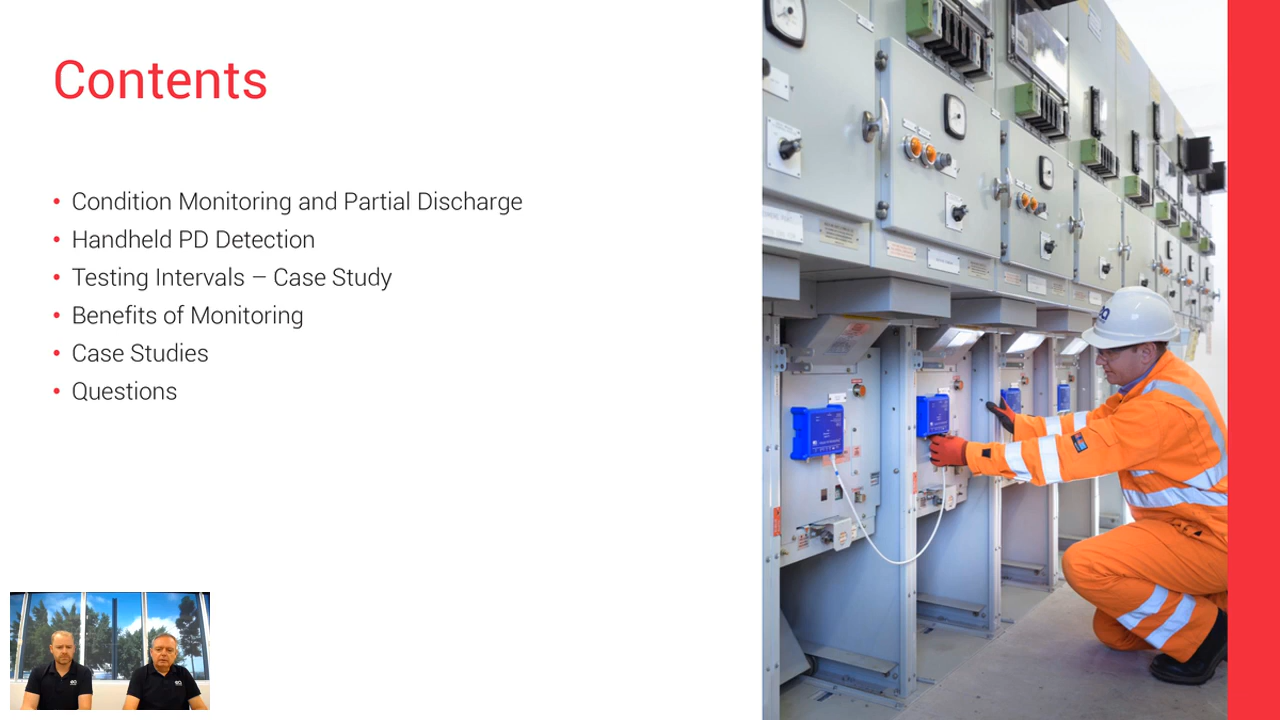 Contents
• Condition Monitoring and Partial Discharge
• Handheld PD Detection
• Testing Intervals – Case Study
• Benefits of Monitoring
• Case Studies
• Questions